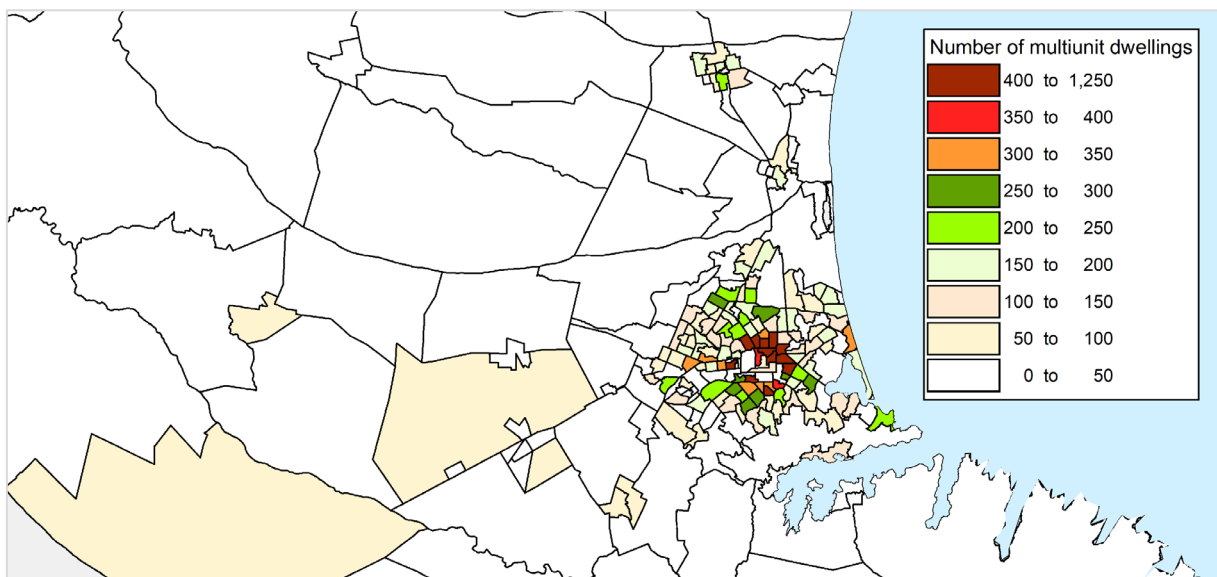 Number of multiunit dwellings
400 to 1,250
350 to 400
300 to 350
250 to 300
200 to 250
150 to 200
100 to 150
50 to 100
0 to 50